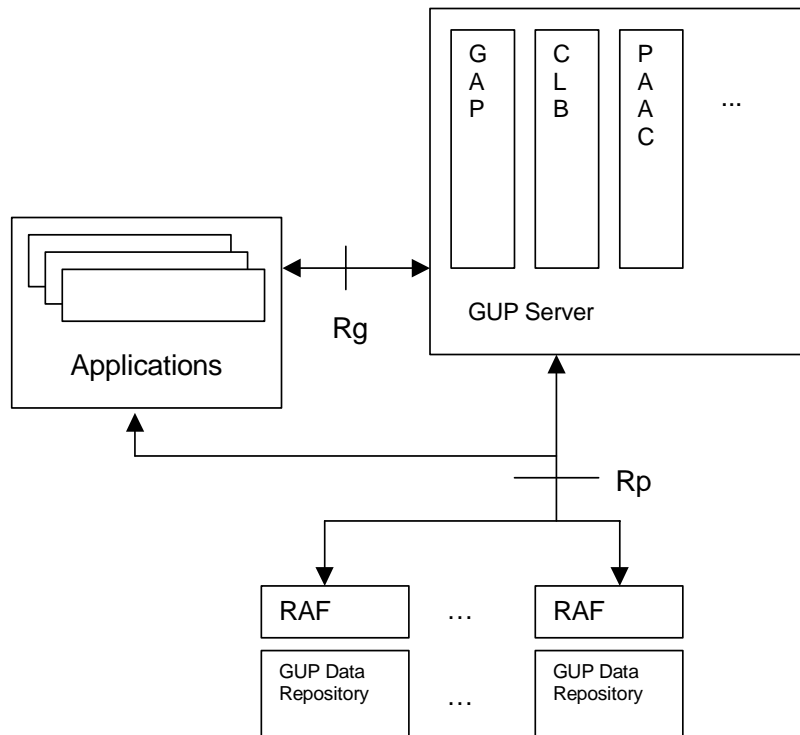 G
A
P
C
L
B
P
A
A
C
...
GUP Server
Rg
Applications
Rp
RAF
...
RAF
GUP Data
Repository
...
GUP Data
Repository